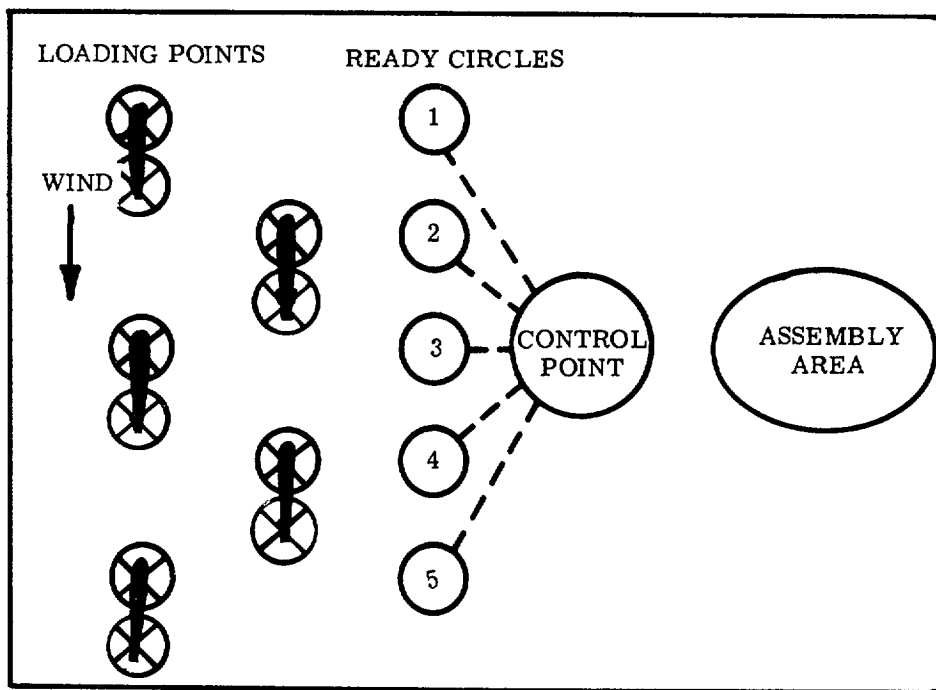 LOADING POINTS
READY CIRCLES
WIND
1
2
3
4
5
CONTROL
POINT
ASSEMBLY
AREA